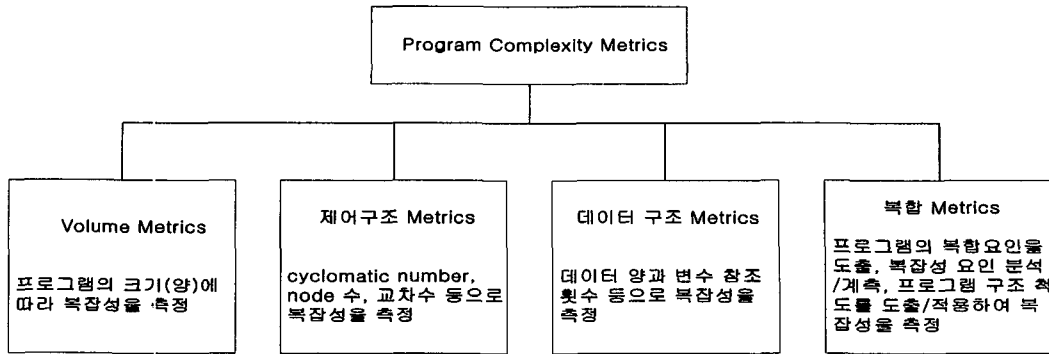 Program Complexity Metrics
Volume Metrics
프로그램의 크기(양)에
따라 복잡성을 측정
제어구조 Metrics
cyclomatic number,
node 수, 교차수 등으로
복잡성을 측정
데이터 구조 Metrics
데이터 양과 변수 참조
횟수 등으로 복잡성을
측정
복합 Metrics
프로그램의 복합요인을
도출, 복잡성 요인 분석
/계측, 프로그램 구조 척
도를 도출/적용하여 복
잡성을 측정